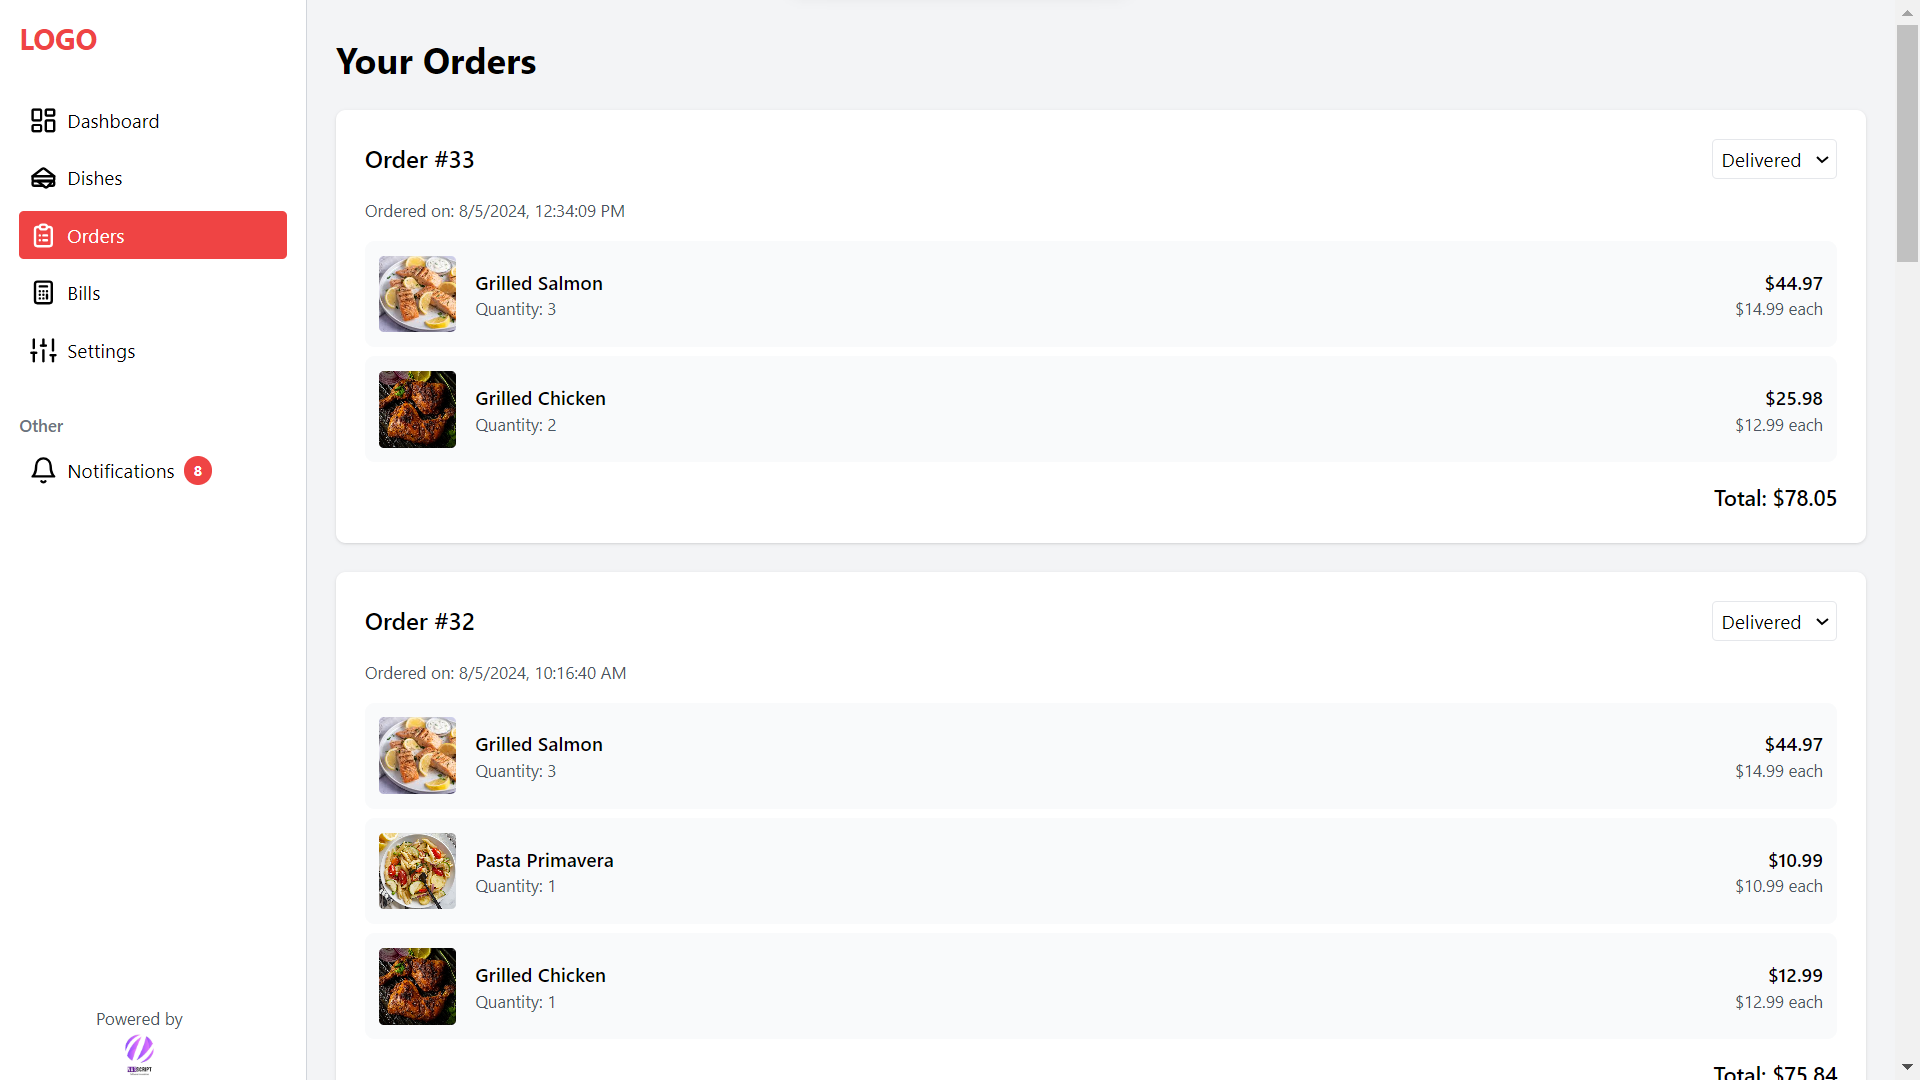 LOGO
Dashboard
Dishes
Orders
Bills
Settings
Other
Notifications 8
Powered by
Your Orders
Order #33
Delivered
Ordered on: 8/5/2024, 12:34:09 PM
Grilled Salmon
$44.97
Quantity: 3
$14.99 each
Grilled Chicken
$25.98
Quantity: 2
$12.99 each
Total: $78.05
Order #32
Delivered
Ordered on: 8/5/2024, 10:16:40 AM
Grilled Salmon
$44.97
Quantity: 3
$14.99 each
Pasta Primavera
$10.99
Quantity: 1
$10.99 each
Grilled Chicken
$12.99
Quantity: 1
$12.99 each
Total: $75.84